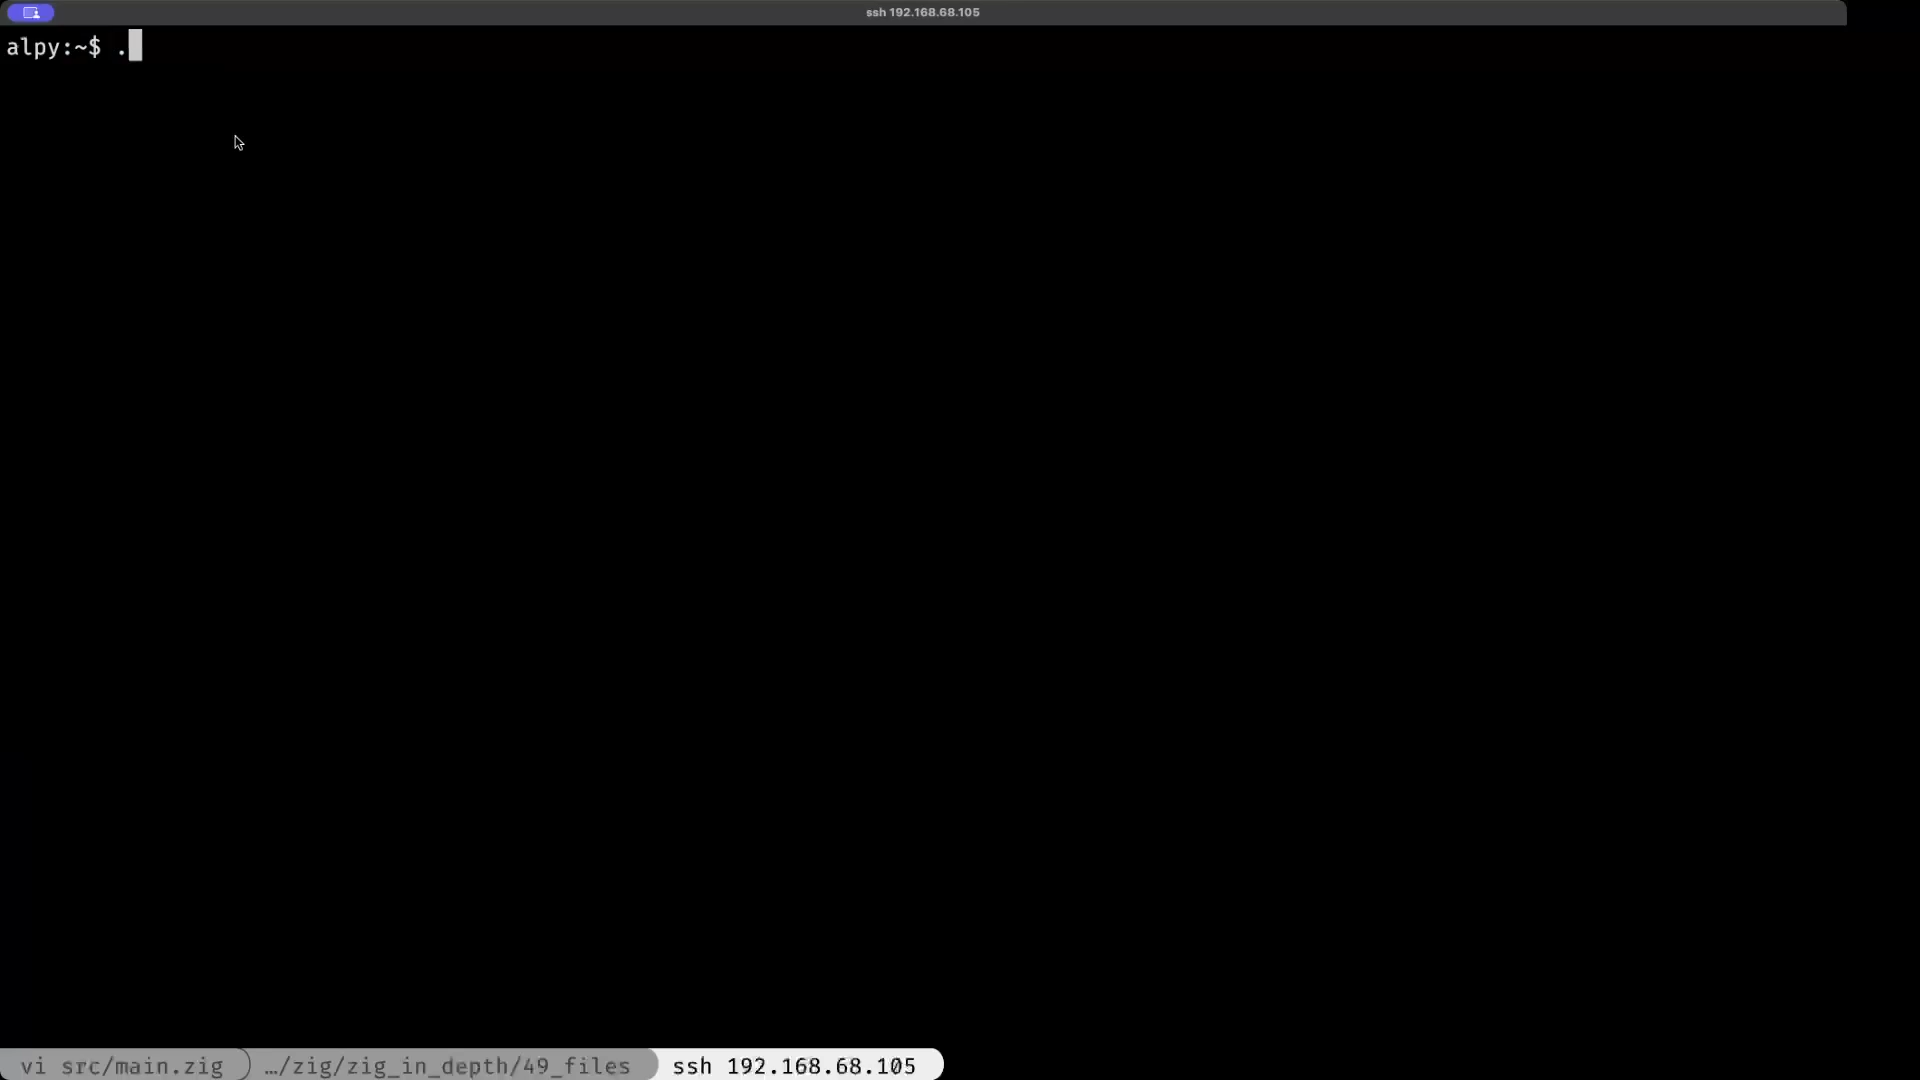 ssh 192.168.68.105
alpy:~$ .
vi src/main.zig
…/zig/zig_in_depth/49_files
ssh 192.168.68.105